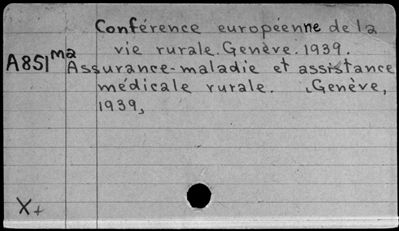 Conférence européenne de la
vie rurale. Genève. 1939.
A851ma Assurance-maladie et assistance
médicale rurale. Genève,
1939,
X+